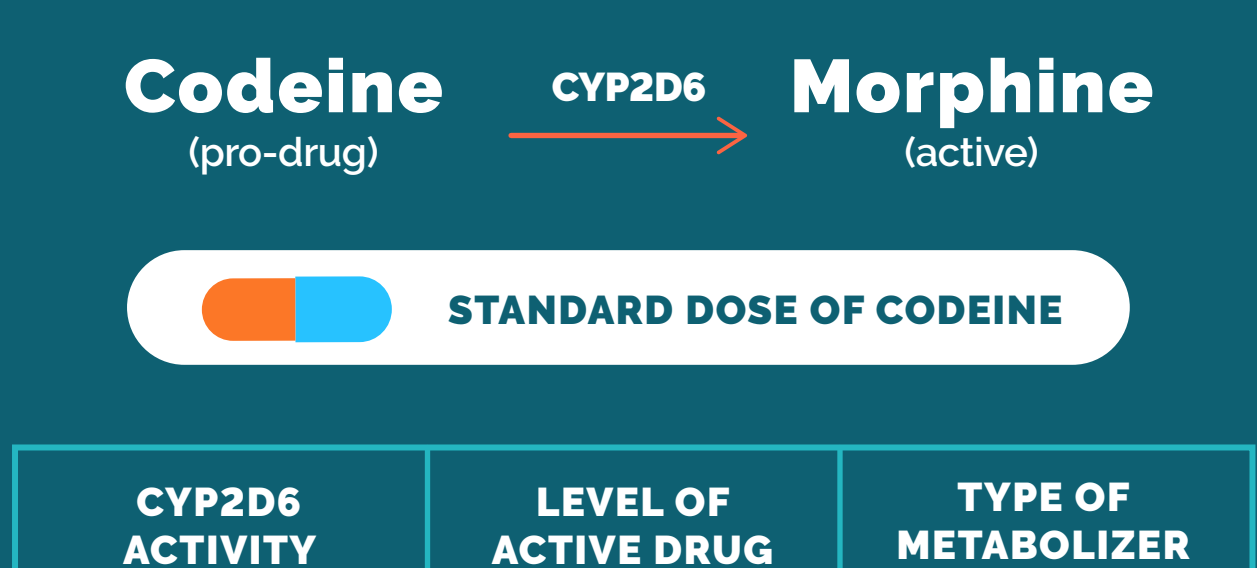 Codeine
CYP2D6
Morphine
(pro-drug)
(active)
STANDARD DOSE OF CODEINE
CYP2D6
ACTIVITY
LEVEL OF
ACTIVE DRUG
TYPE OF
METABOLIZER